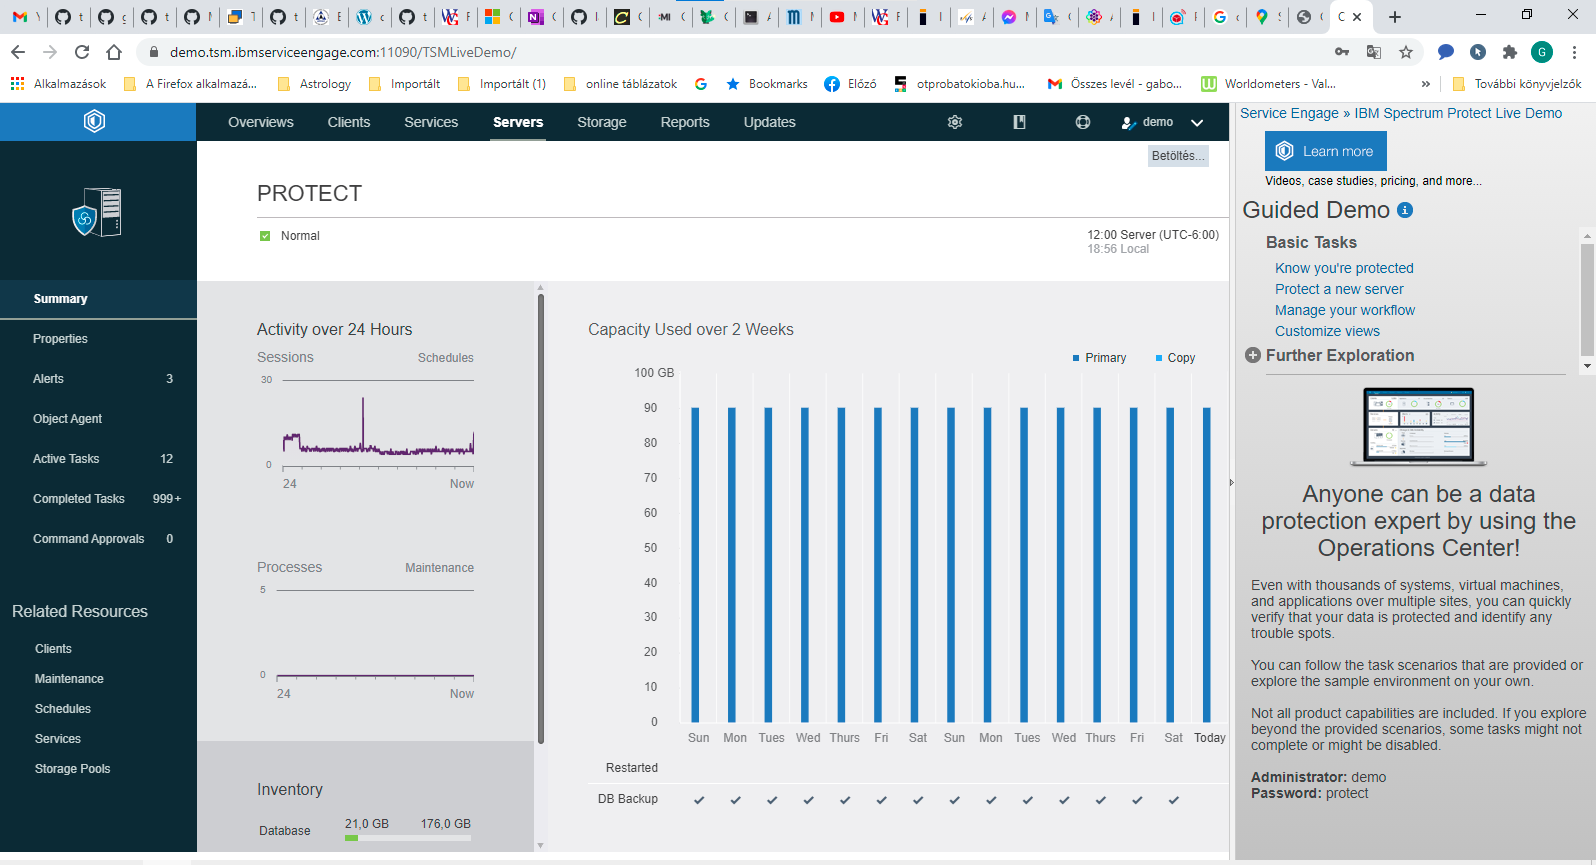 demo.tsm.ibmserviceengage.com:11090/TSMLiveDemo/
G
Alkalmazások
A Firefox alkalmazá...
Astrology
Importált
Importált (1)
online táblázatok
Bookmarks
Előző
otprobatokioba.hu...
Összes levél - gabo...
Worldometers - Val...
»
További könyvjelzők
Overviews
Clients
Services
Servers
Storage
Reports
Updates
demo
Betöltés...
PROTECT
Normal
12:00 Server (UTC-6:00)
18:56 Local
Summary
Properties
Alerts 3
Object Agent
Active Tasks 12
Completed Tasks 999+
Command Approvals 0
Related Resources
Clients
Maintenance
Schedules
Services
Storage Pools
Activity over 24 Hours
Sessions Schedules
30
0
24 Now
Processes Maintenance
5
0
24 Now
Inventory
Database 21,0 GB 176,0 GB
Capacity Used over 2 Weeks
Primary Copy
100 GB
90
80
70
60
50
40
30
20
10
0
Sun Mon Tues Wed Thurs Fri Sat Sun Mon Tues Wed Thurs Fri Sat Today
Restarted
DB Backup
Service Engage » IBM Spectrum Protect Live Demo
Learn more
Videos, case studies, pricing, and more...
Guided Demo
Basic Tasks
Know you're protected
Protect a new server
Manage your workflow
Customize views
Further Exploration
Anyone can be a data
protection expert by using the
Operations Center!
Even with thousands of systems, virtual machines,
and applications over multiple sites, you can quickly
verify that your data is protected and identify any
trouble spots.
You can follow the task scenarios that are provided or
explore the sample environment on your own.
Not all product capabilities are included. If you explore
beyond the provided scenarios, some tasks might not
complete or might be disabled.
Administrator: demo
Password: protect